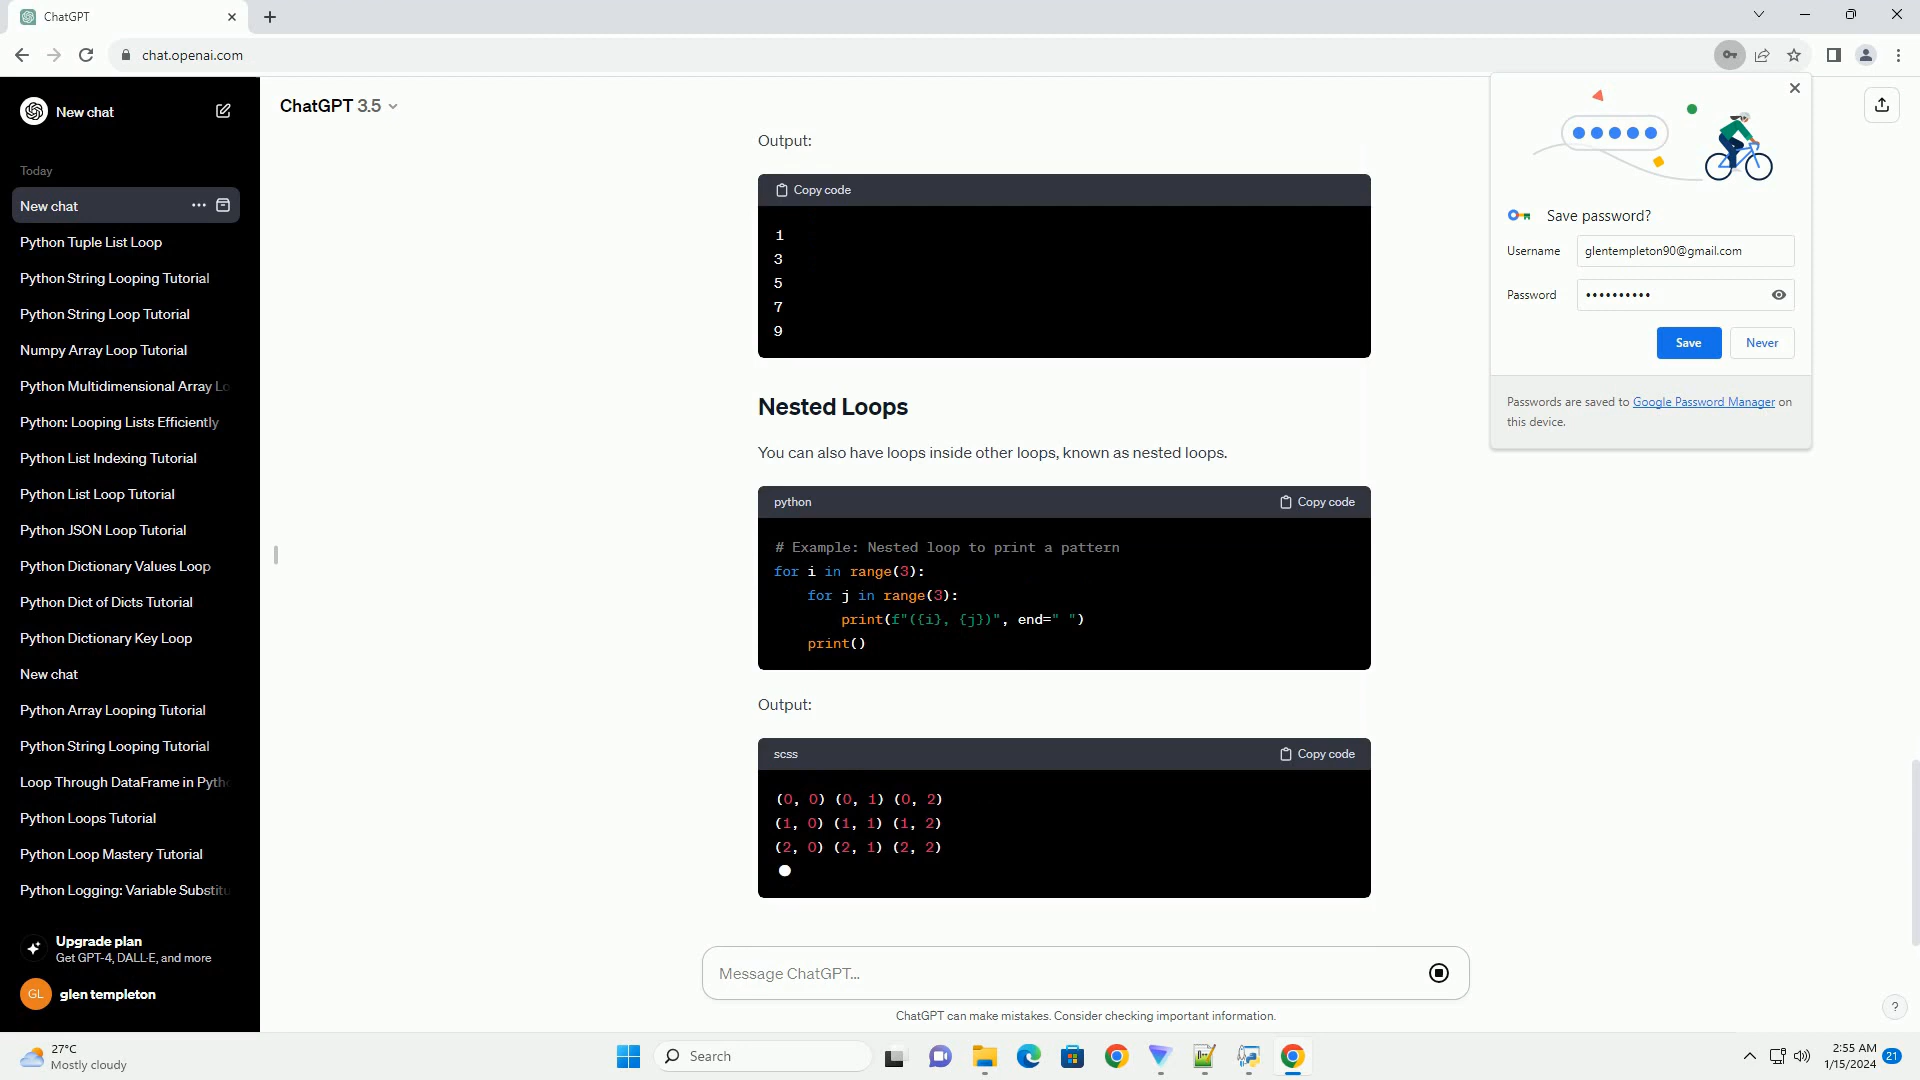 ChatGPT
chat.openai.com
New chat
Today
New chat
Python Tuple List Loop
Python String Looping Tutorial
Python String Loop Tutorial
Numpy Array Loop Tutorial
Python Multidimensional Array Lo
Python: Looping Lists Efficiently
Python List Indexing Tutorial
Python List Loop Tutorial
Python JSON Loop Tutorial
Python Dictionary Values Loop
Python Dict of Dicts Tutorial
Python Dictionary Key Loop
New chat
Python Array Looping Tutorial
Python String Looping Tutorial
Loop Through DataFrame in Pyth
Python Loops Tutorial
Python Loop Mastery Tutorial
Python Logging: Variable Substitu
Upgrade plan
Get GPT-4, DALL·E, and more
GL
glen templeton
ChatGPT 3.5
Output:
Copy code
1
3
5
7
9
Nested Loops
You can also have loops inside other loops, known as nested loops.
python
Copy code
# Example: Nested loop to print a pattern
for i in range(3):
    for j in range(3):
        print(f"({i}, {j})", end=" ")
    print()
Output:
scss
Copy code
(0, 0) (0, 1) (0, 2)
(1, 0) (1, 1) (1, 2)
(2, 0) (2, 1) (2, 2)
Message ChatGPT...
ChatGPT can make mistakes. Consider checking important information.
Save password?
Username glentempleton90@gmail.com
Password ••••••••••
Save Never
Passwords are saved to Google Password Manager on
this device.
?
27°C
Mostly cloudy
Search
2:55 AM
1/15/2024
21